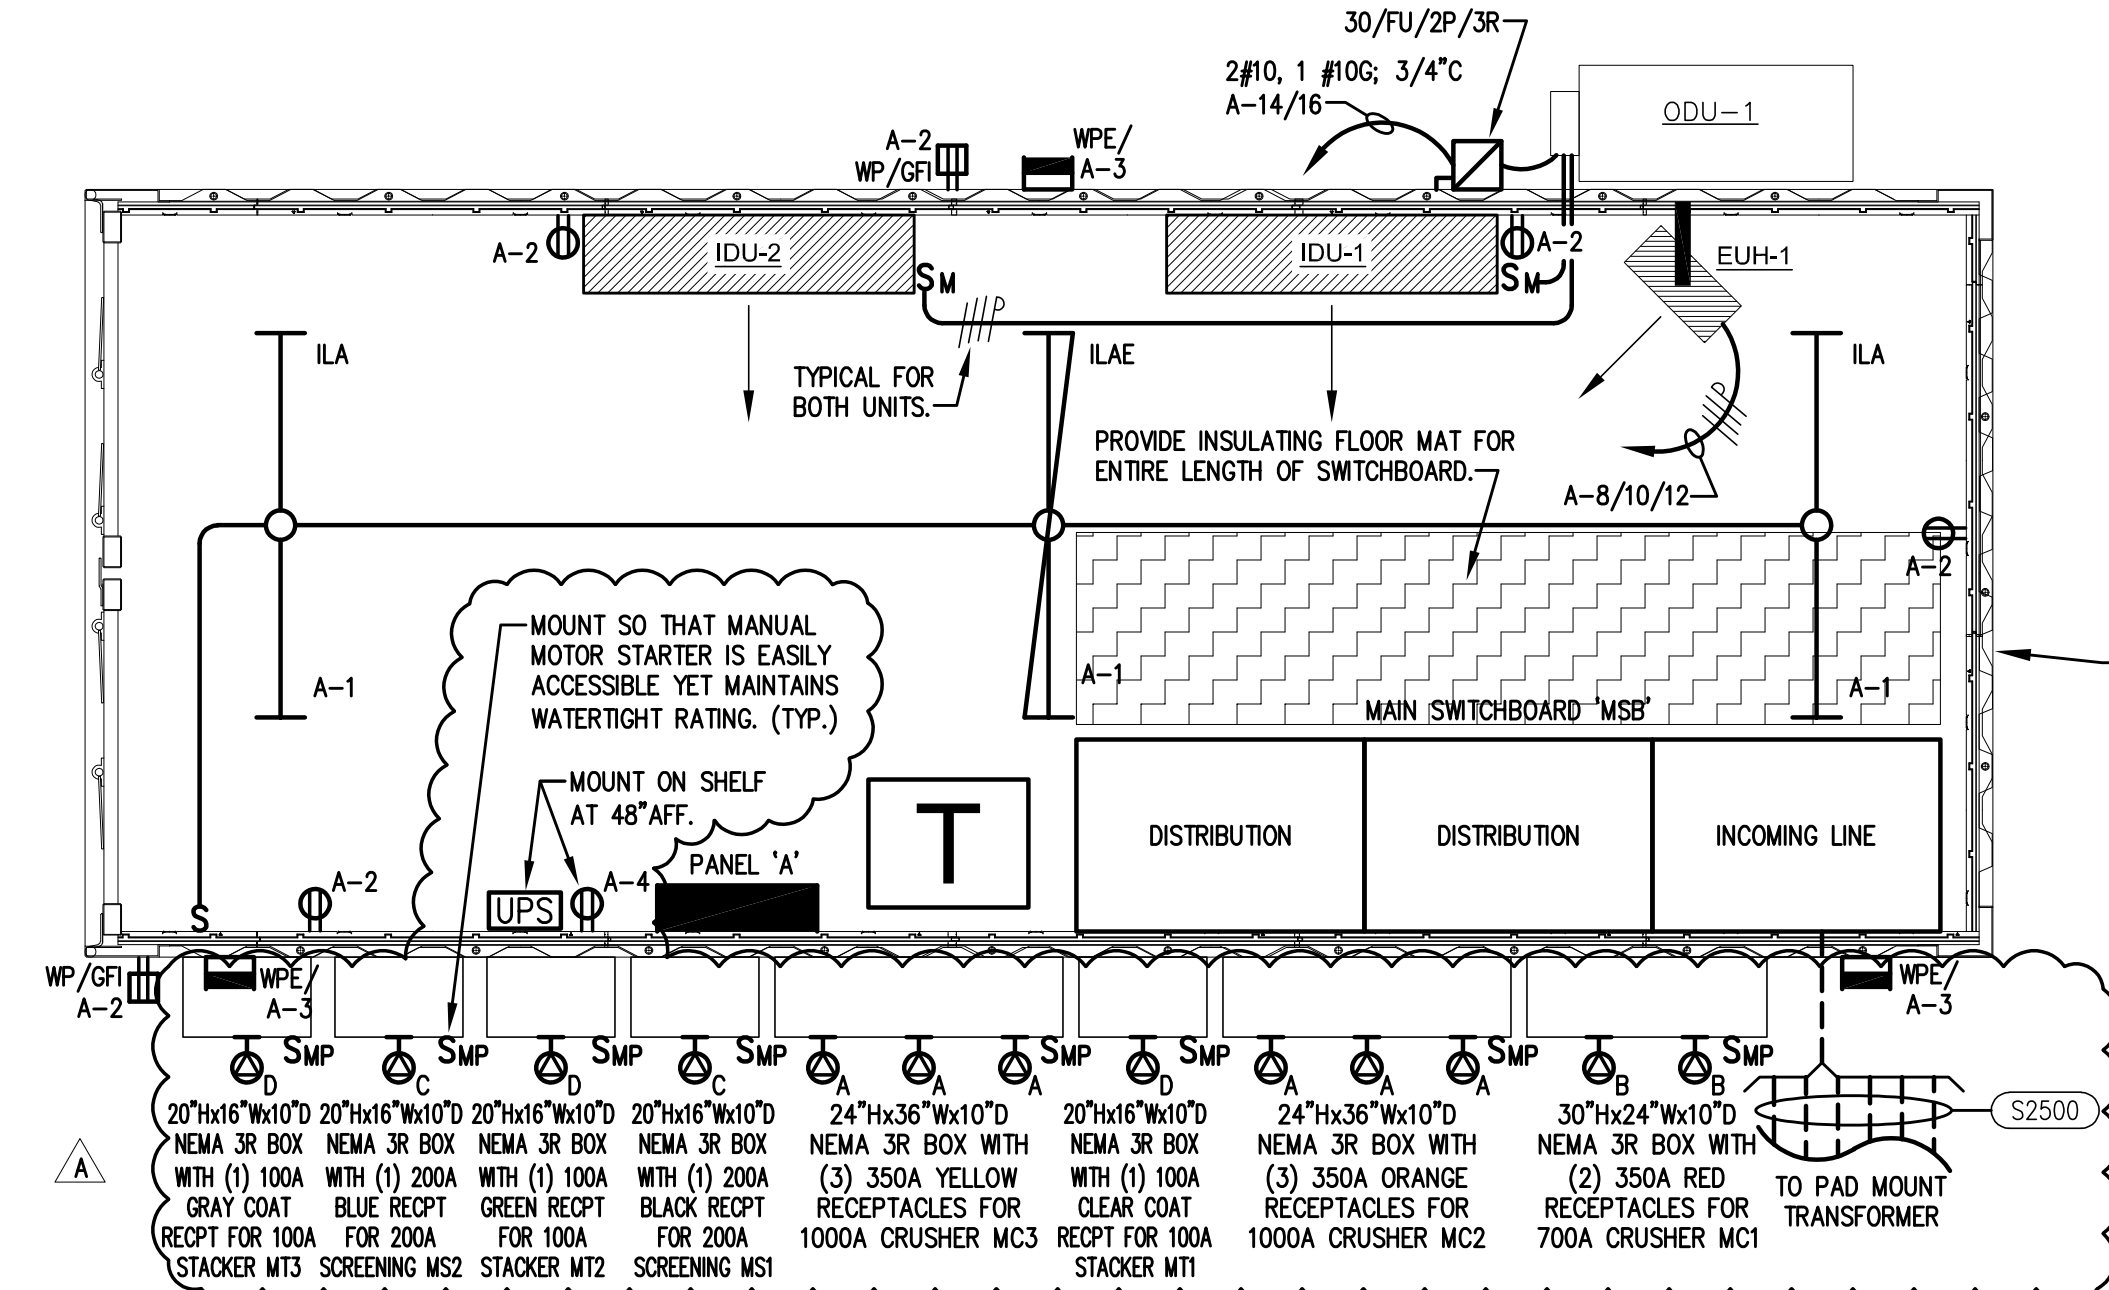 30/FU/2P/3R
2#10, 1 #10G; 3/4"C
A-14/16
ODU-1
A-2
WP/GFI
WPE/
A-3
A-2
IDU-2
SM
IDU-1
A-2
SM
EUH-1
ILA
ILAE
ILA
TYPICAL FOR
BOTH UNITS.
PROVIDE INSULATING FLOOR MAT FOR
ENTIRE LENGTH OF SWITCHBOARD.
A-8/10/12
A-2
MOUNT SO THAT MANUAL
MOTOR STARTER IS EASILY
ACCESSIBLE YET MAINTAINS
WATERTIGHT RATING. (TYP.)
A-1
A-1
A-1
MAIN SWITCHBOARD 'MSB'
MOUNT ON SHELF
AT 48"AFF.
T
DISTRIBUTION
DISTRIBUTION
INCOMING LINE
PANEL 'A'
S
A-2
UPS
A-4
WP/GFI
A-2
WPE/
A-3
WPE/
A-3
SMP
SMP
SMP
SMP
SMP
SMP
SMP
SMP
D
C
D
C
A
A
A
D
A
A
A
B
B
20"Hx16"Wx10"D
NEMA 3R BOX
WITH (1) 100A
GRAY COAT
RECPT FOR 100A
STACKER MT3
20"Hx16"Wx10"D
NEMA 3R BOX
WITH (1) 200A
BLUE RECPT
FOR 200A
SCREENING MS2
20"Hx16"Wx10"D
NEMA 3R BOX
WITH (1) 100A
GREEN RECPT
FOR 100A
STACKER MT2
20"Hx16"Wx10"D
NEMA 3R BOX
WITH (1) 200A
BLACK RECPT
FOR 200A
SCREENING MS1
24"Hx36"Wx10"D
NEMA 3R BOX WITH
(3) 350A YELLOW
RECEPTACLES FOR
1000A CRUSHER MC3
20"Hx16"Wx10"D
NEMA 3R BOX
WITH (1) 100A
CLEAR COAT
RECPT FOR 100A
STACKER MT1
24"Hx36"Wx10"D
NEMA 3R BOX WITH
(3) 350A ORANGE
RECEPTACLES FOR
1000A CRUSHER MC2
30"Hx24"Wx10"D
NEMA 3R BOX WITH
(2) 350A RED
RECEPTACLES FOR
700A CRUSHER MC1
S2500
TO PAD MOUNT
TRANSFORMER
A